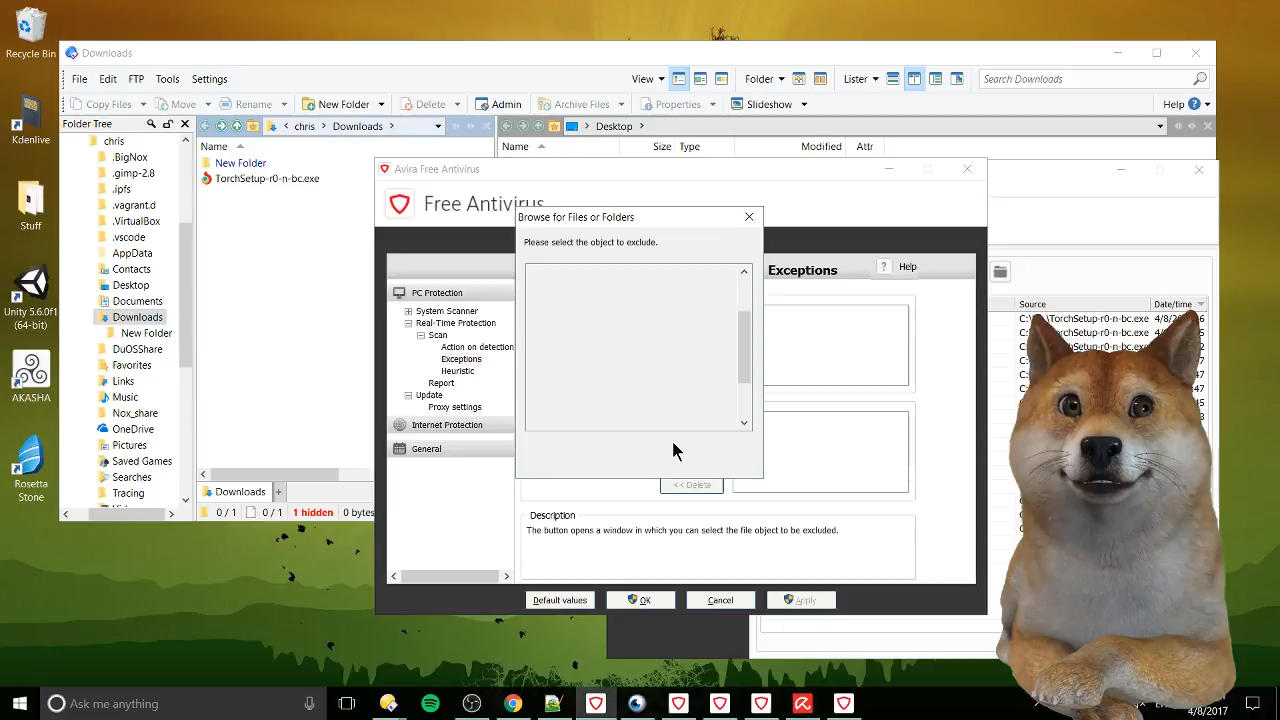 Recycle Bin
Kdenlive
Stuff
Unity 5.6.0f1
(64-bit)
AKASHA
Rosetta
Stone
Downloads
File Edit FTP Tools Settings
View Folder Lister Search Downloads
Copy Files Move Rename New Folder Delete Admin Archive Files Properties Slideshow Help
Folder Tree
chris Downloads
Desktop
chris
.BigNox
.gimp-2.8
.ipfs
.vagrant.d
.VirtualBox
.vscode
AppData
Contacts
Desktop
Documents
Downloads
New Folder
DuOSShare
Favorites
Links
Music
Nox_share
OneDrive
Pictures
Saved Games
Searches
Tracing
Name
New Folder
TorchSetup-r0-n-bc.exe
Name Size Type Modified Attr
Downloads
0 / 1 0 / 1 1 hidden 0 bytes
Avira Free Antivirus
Free Antivirus
PC Protection
System Scanner
Real-Time Protection
Scan
Action on detection
Exceptions
Heuristic
Report
Update
Proxy settings
Internet Protection
General
Exceptions
? Help
Browse for Files or Folders
Please select the object to exclude.
<< Delete
Description
The button opens a window in which you can select the file object to be excluded.
Default values OK Cancel Apply
Source Date/time
Ask me anything
4/8/2017